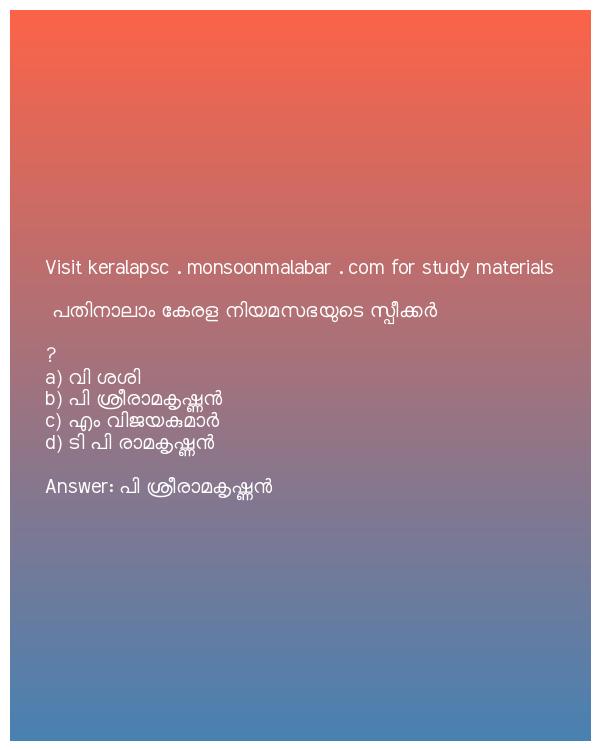 Visit keralapsc . monsoonmalabar . com for study materials
പതിനാലാം കേരള നിയമസഭയുടെ സ്പീക്കർ
?
a) വി ശശി
b) പി ശ്രീരാമകൃഷ്ണൻ
c) എം വിജയകുമാർ
d) ടി പി രാമകൃഷ്ണൻ
Answer: പി ശ്രീരാമകൃഷ്ണൻ